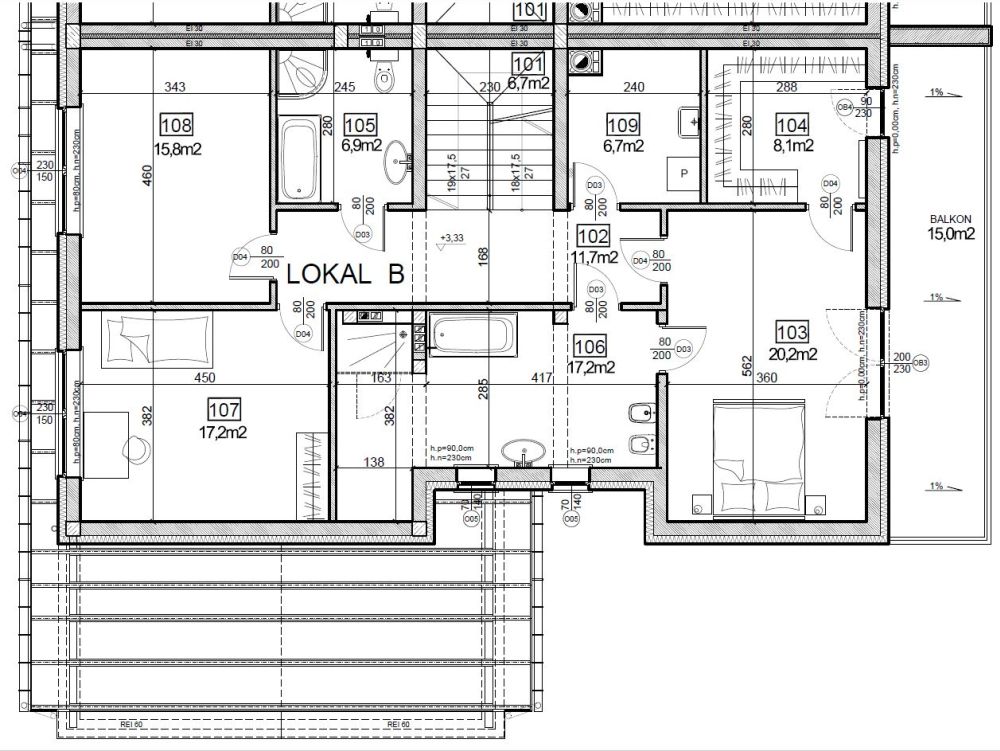 101
EI 30
EI 30
EI 30
EI 30
EI 30
EI 30
101
6,7m2
343
245
230
240
288
1%
90
230
OB4
h.p=0,00cm, h.n=230cm
108
15,8m2
105
6,9m2
280
109
6,7m2
104
8,1m2
280
230
150
O04
h.p=80cm, h.n=230cm
460
19x17,5
27
18x17,5
27
P
D03
80
200
D04
80
200
80
200
D03
BALKON
15,0m2
102
11,7m2
+3,33
168
D04
80
200
D04
80
200
LOKAL B
D03
80
200
80
200
D04
1%
103
20,2m2
106
17,2m2
80
200
D03
562
h.p=0,00cm, h.n=230cm
200
230
OB3
450
163
417
360
285
382
382
107
17,2m2
230
150
O04
h.p=80cm, h.n=230cm
138
h.p=90,0cm
h.n=230cm
h.p=90,0cm
h.n=230cm
1%
70
140
O05
70
140
O05
REI 60
REI 60